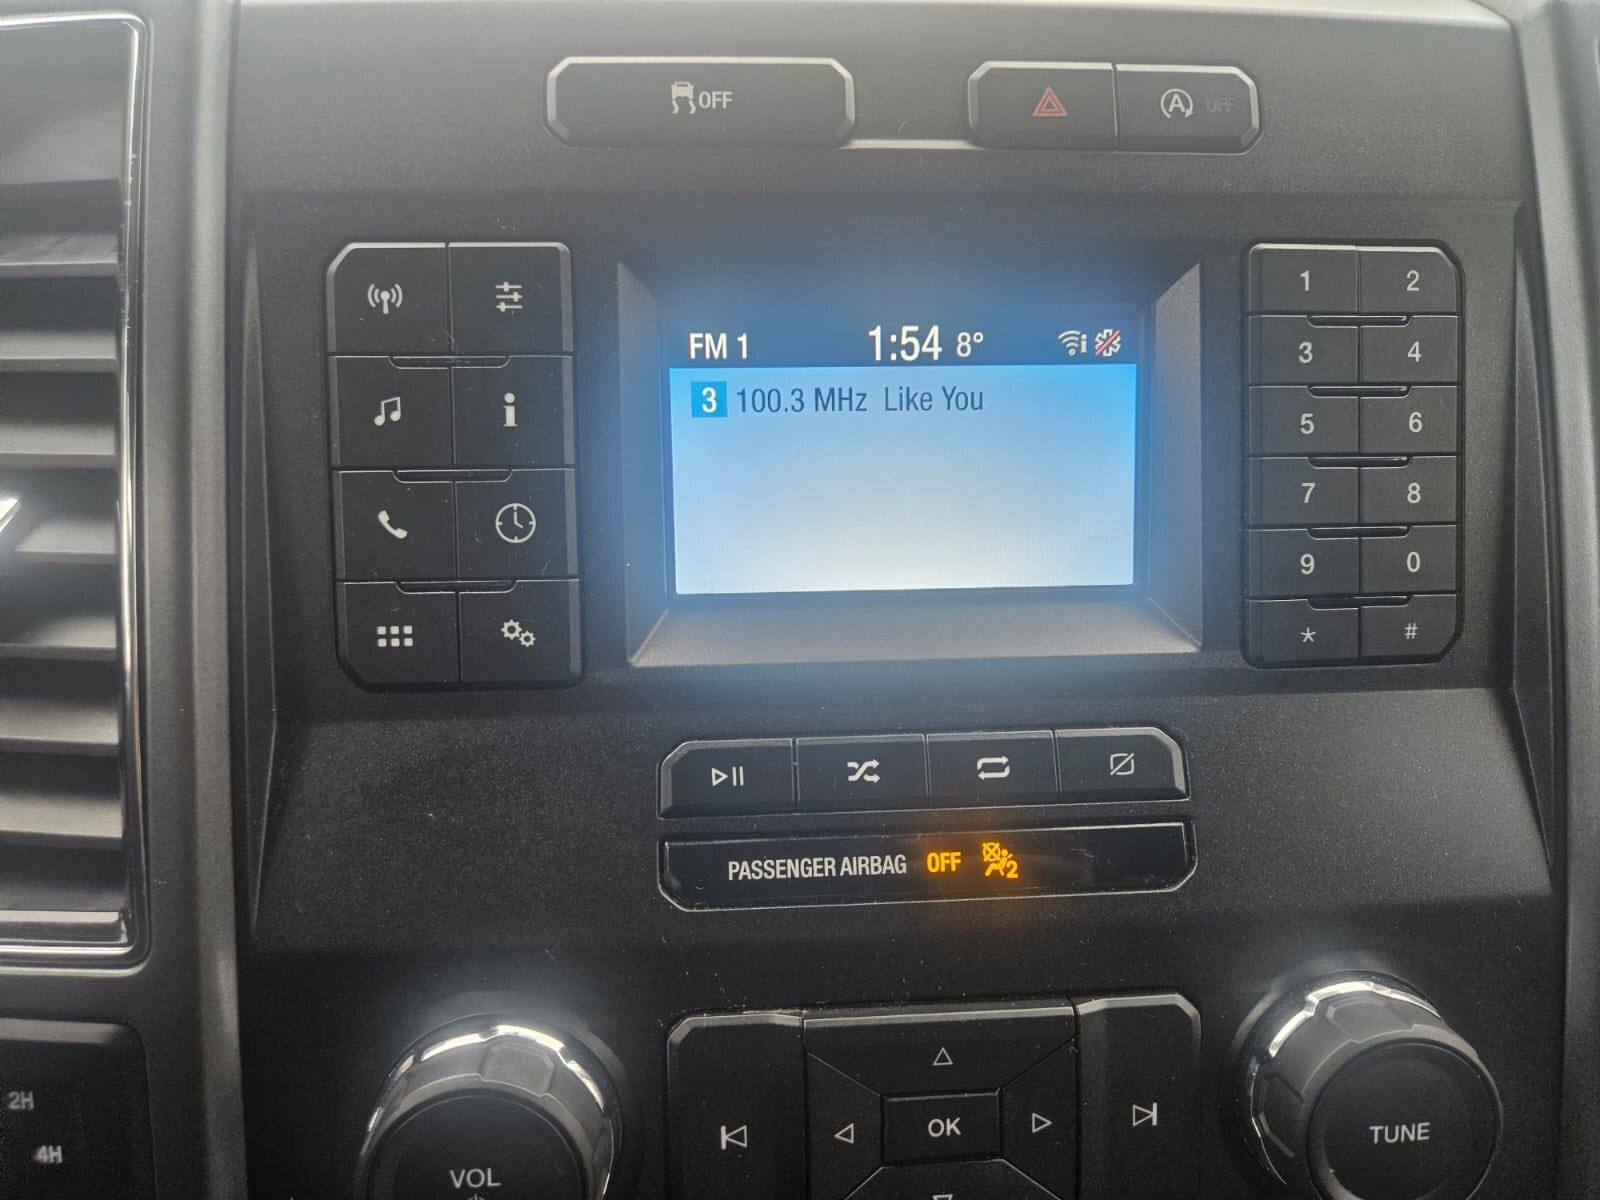 OFF
A OFF
FM 1 1:54 8°
3 100.3 MHz Like You
1 2
3 4
5 6
7 8
9 0
* #
i
PASSENGER AIRBAG OFF 2
OK
VOL
TUNE
2H
4H